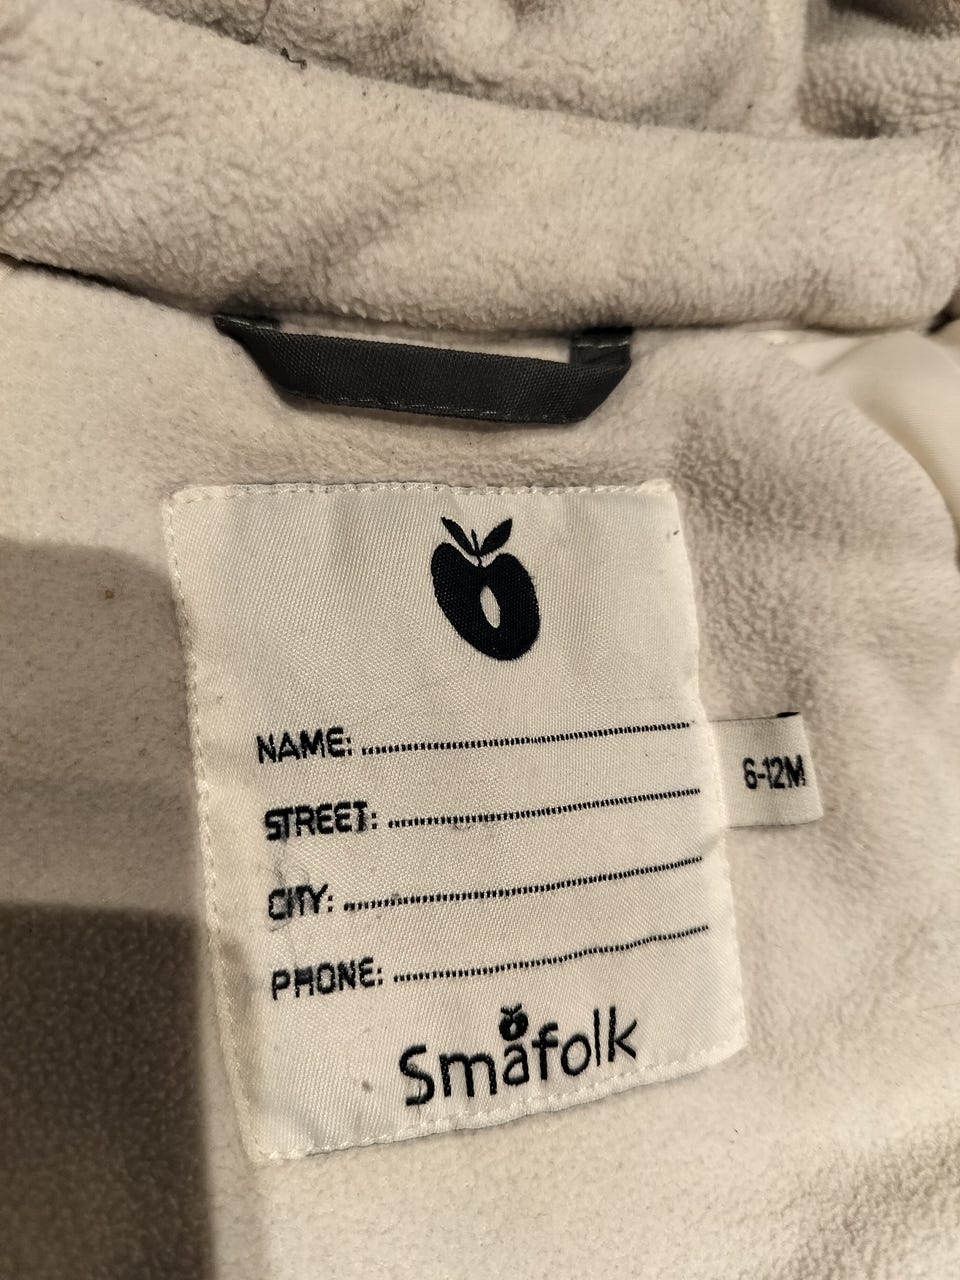 NAME:
STREET:
6-12M
CITY:
PHONE:
Småfolk